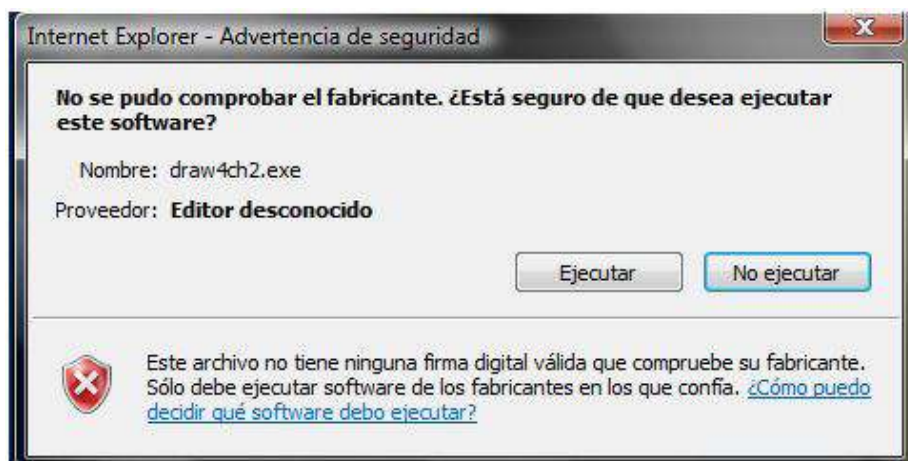 Internet Explorer - Advertencia de seguridad
No se pudo comprobar el fabricante. ¿Está seguro de que desea ejecutar
este software?
Nombre: draw4ch2.exe
Proveedor: Editor desconocido
Ejecutar No ejecutar
Este archivo no tiene ninguna firma digital válida que compruebe su fabricante.
Sólo debe ejecutar software de los fabricantes en los que confía. ¿Cómo puedo
decidir qué software debo ejecutar?